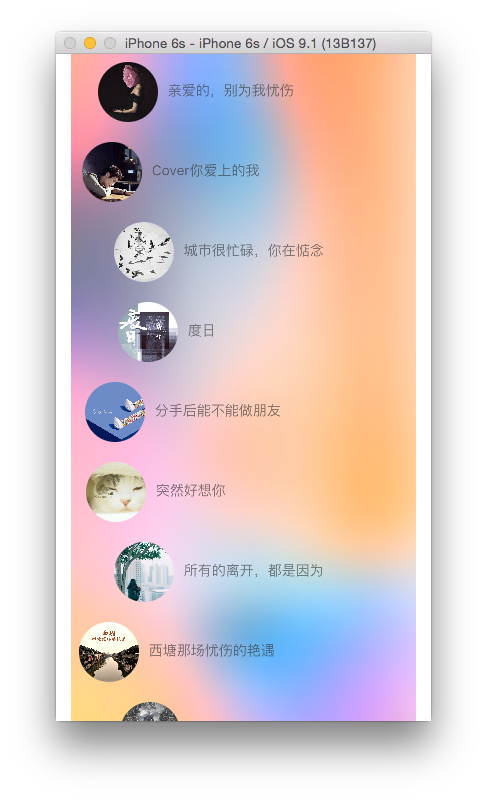 iPhone 6s - iPhone 6s / iOS 9.1 (13B137)
亲爱的，别为我忧伤
Cover你爱上的我
城市很忙碌，你在惦念
度日
度日
分手后能不能做朋友
突然好想你
所有的离开，都是因为
西塘那场忧伤的艳遇